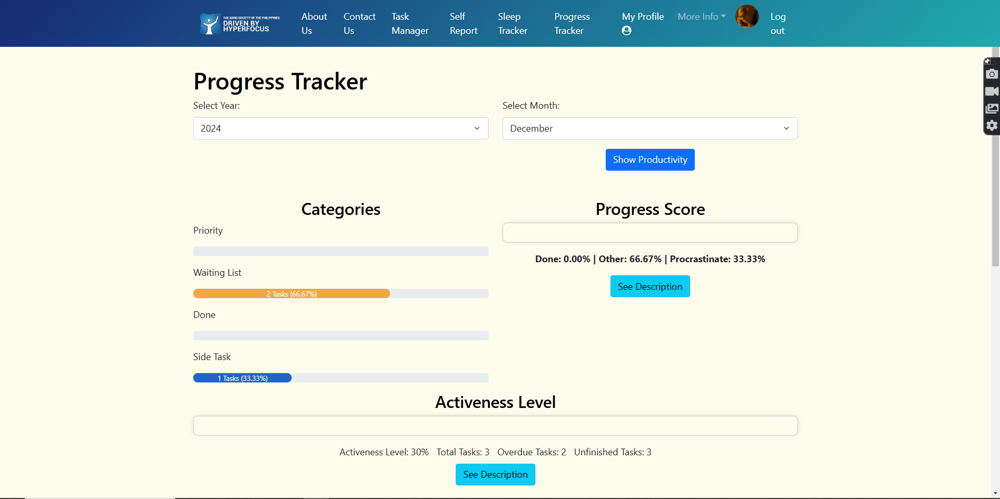 THE ADHD SOCIETY OF THE PHILIPPINES
DRIVEN BY
HYPERFOCUS
About Us
Contact Us
Task Manager
Self Report
Sleep Tracker
Progress Tracker
My Profile
More Info
Log out
Progress Tracker
Select Year:
2024
Select Month:
December
Show Productivity
Categories
Priority
Waiting List
2 Tasks (66.67%)
Done
Side Task
1 Tasks (33.33%)
Progress Score
Done: 0.00% | Other: 66.67% | Procrastinate: 33.33%
See Description
Activeness Level
Activeness Level: 30% Total Tasks: 3 Overdue Tasks: 2 Unfinished Tasks: 3
See Description